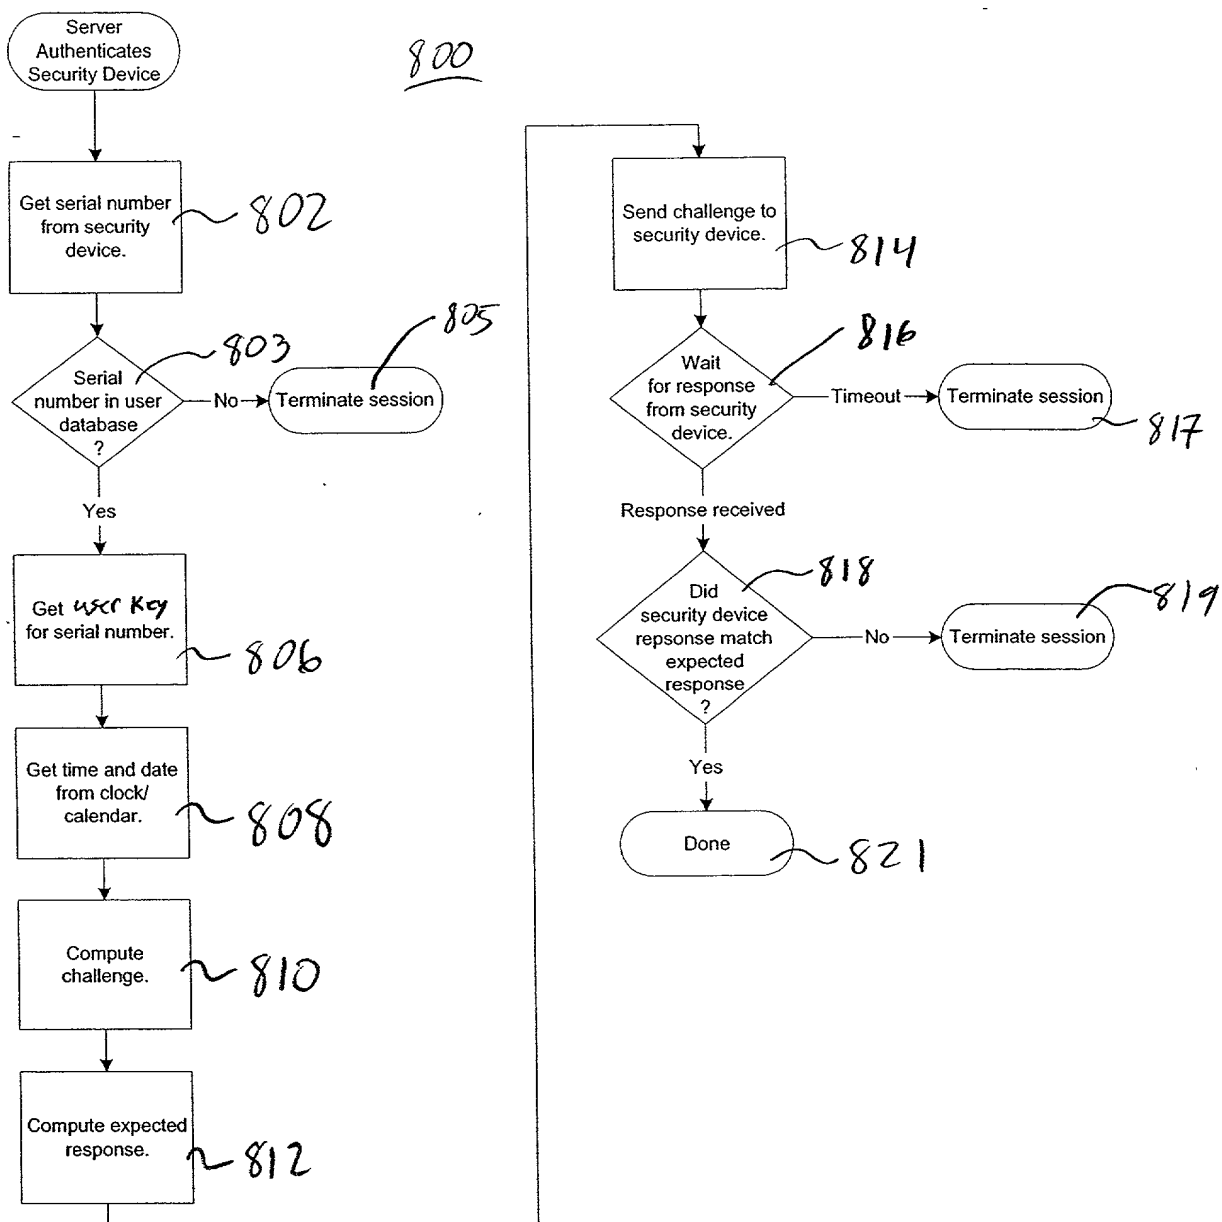 Server
Authenticates
Security Device
800
Get serial number
from security
device.
802
803
805
Serial
number in user
database
?
No
Terminate session
Yes
Get user key
for serial number.
806
Get time and date
from clock/
calendar.
808
Compute
challenge.
810
Compute expected
response.
812
Send challenge to
security device.
814
816
Wait
for response
from security
device.
Timeout
Terminate session
817
Response received
818
Did
security device
repsonse match
expected
response
?
No
Terminate session
819
Yes
Done
821